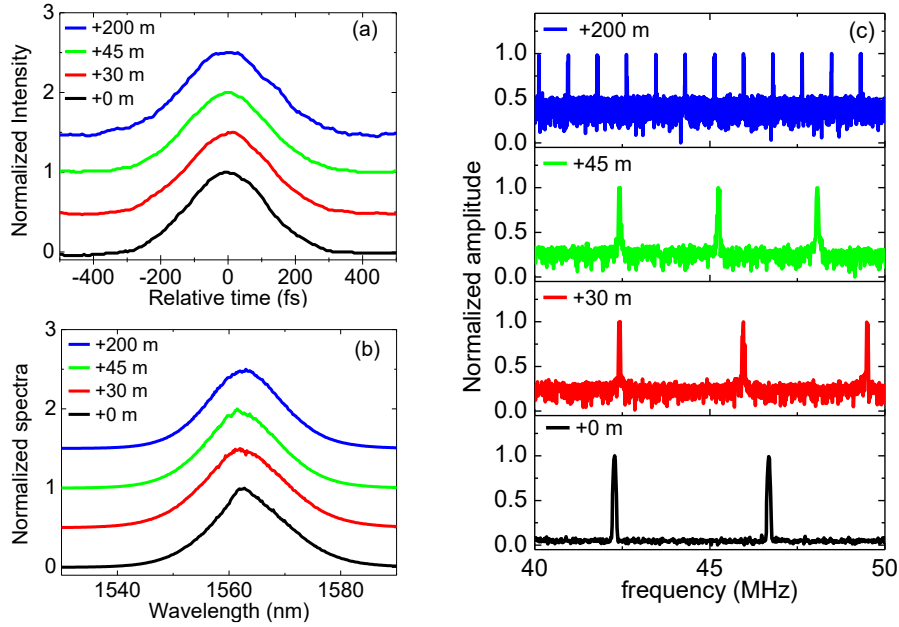 (a)
+200 m
+45 m
+30 m
+0 m
3
2
1
0
Normalized Intensity
-400 -200 0 200 400
Relative time (fs)
(b)
+200 m
+45 m
+30 m
+0 m
3
2
1
0
Normalized spectra
1540 1560 1580
Wavelength (nm)
(c)
+200 m
1.0
0.5
0.0
+45 m
1.0
0.5
0.0
+30 m
1.0
0.5
0.0
+0 m
1.0
0.5
0.0
Normalized amplitude
40 45 50
frequency (MHz)